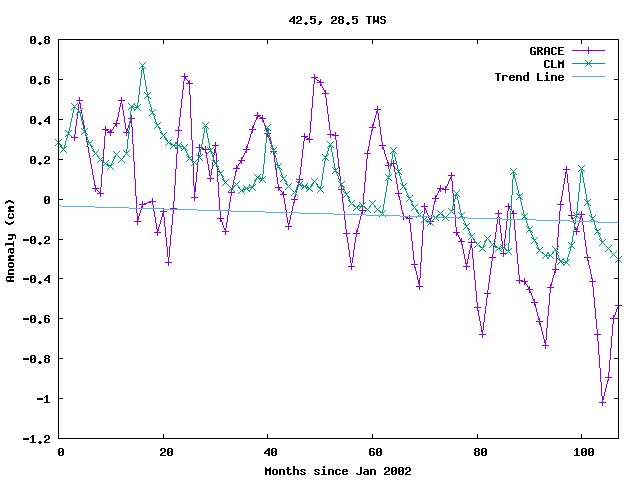 42.5, 28.5 TWS
GRACE
CLM
Trend Line
0.8
0.6
0.4
0.2
0
-0.2
-0.4
-0.6
-0.8
-1
-1.2
Anomaly (cm)
0 20 40 60 80 100
Months since Jan 2002